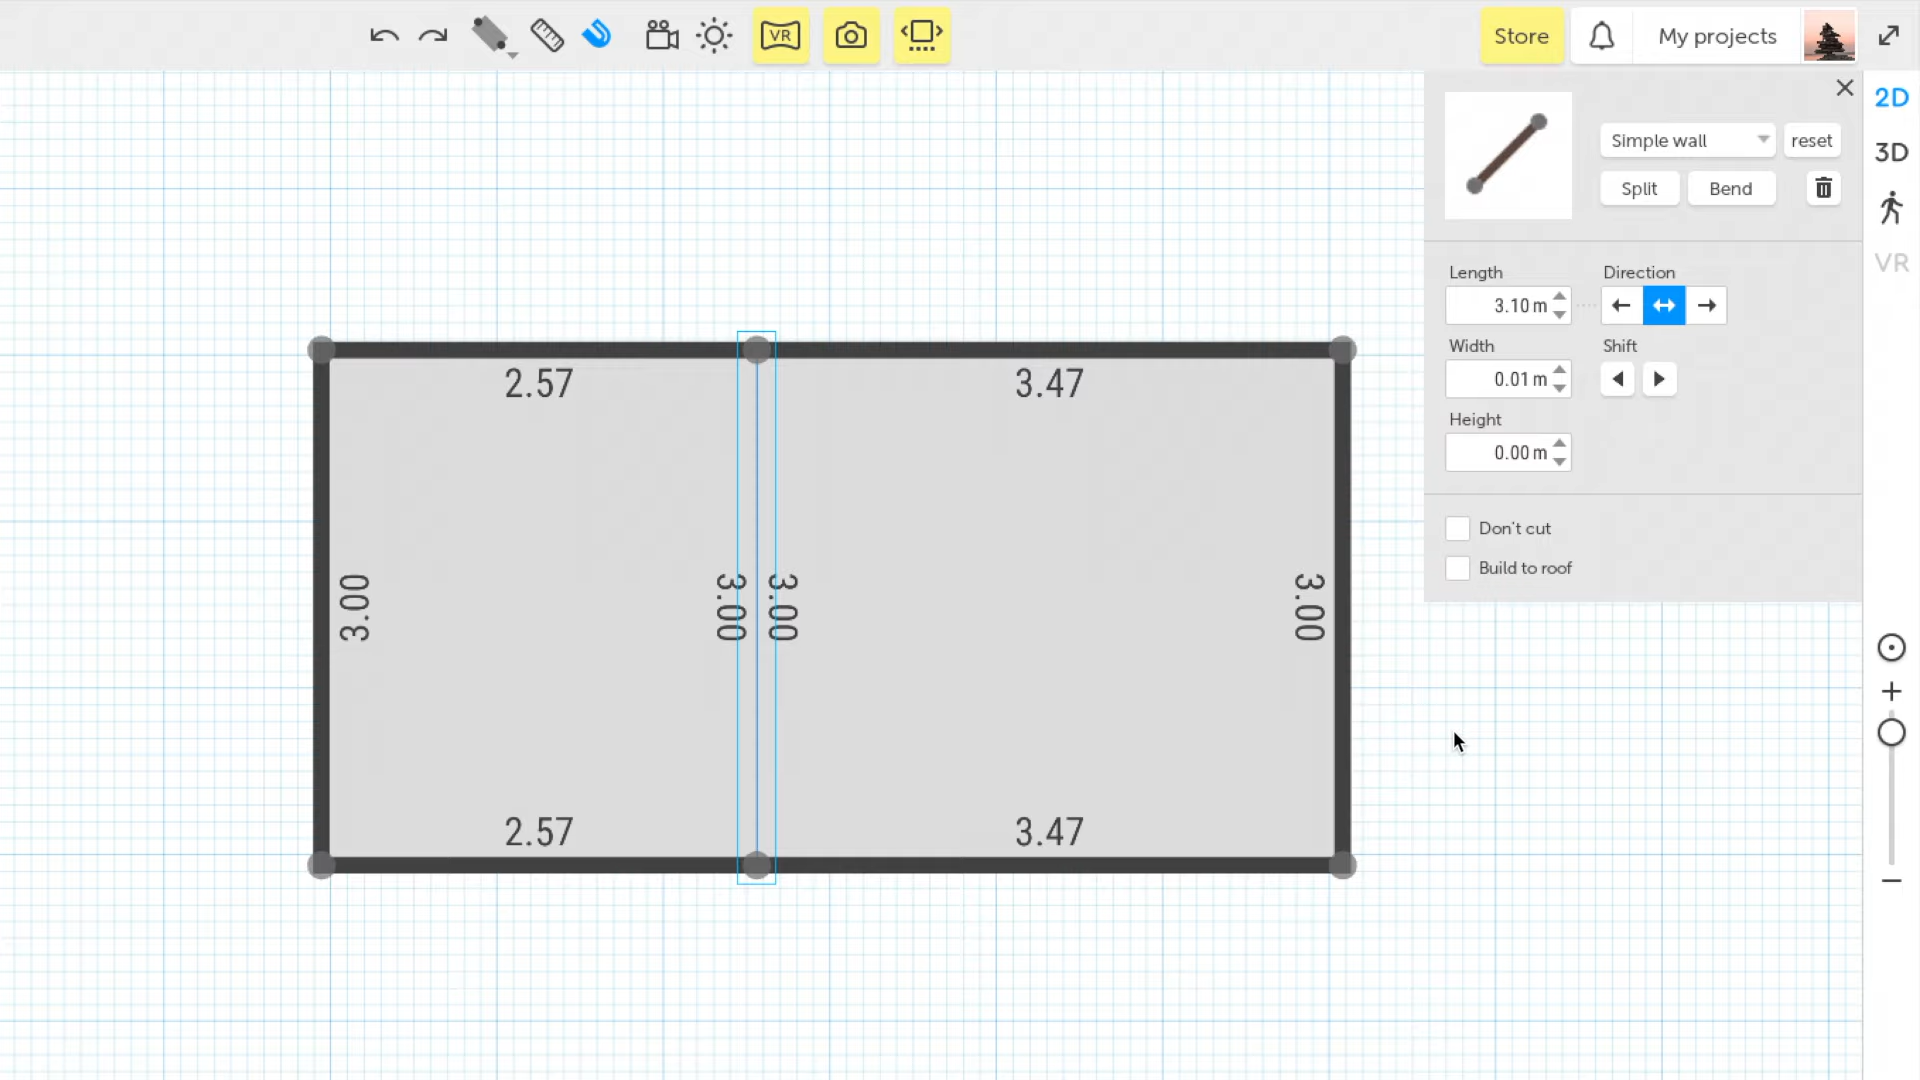 VR
Store
My projects
2D
Simple wall
reset
3D
Split
Bend
VR
Length
Direction
3.10 m
Width
Shift
0.01 m
Height
0.00 m
Don't cut
Build to roof
2.57
3.47
3.00
3.00
3.00
3.00
2.57
3.47